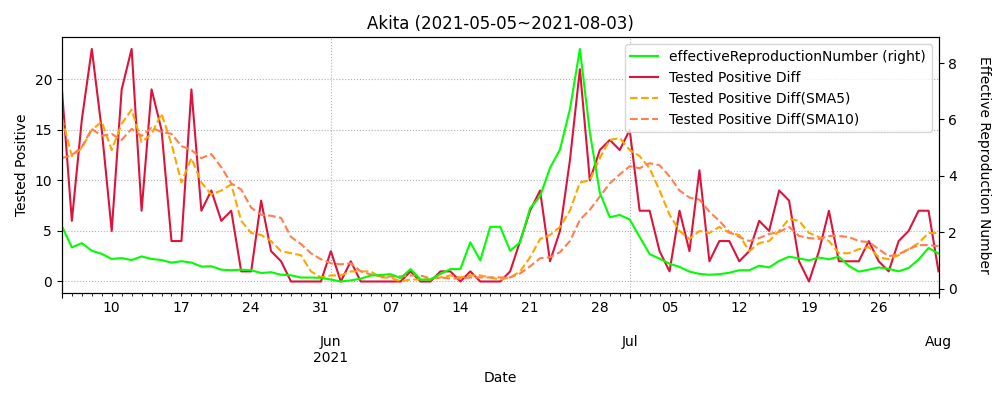 Akita (2021-05-05~2021-08-03)
effectiveReproductionNumber (right)
Tested Positive Diff
Tested Positive Diff(SMA5)
Tested Positive Diff(SMA10)
Tested Positive
20
15
10
5
0
8
6
4
2
0
Effective Reproduction Number
10 17 24 31 07 14 21 28 05 12 19 26
Jun Jul Aug
2021
Date